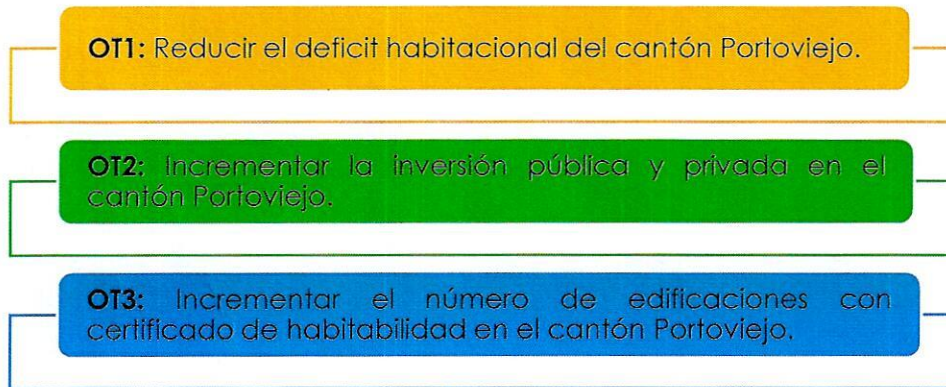 OT1: Reducir el deficit habitacional del cantón Portoviejo.
OT2: Incrementar la inversión pública y privada en el
cantón Portoviejo.
OT3: Incrementar el número de edificaciones con
certificado de habitabilidad en el cantón Portoviejo.